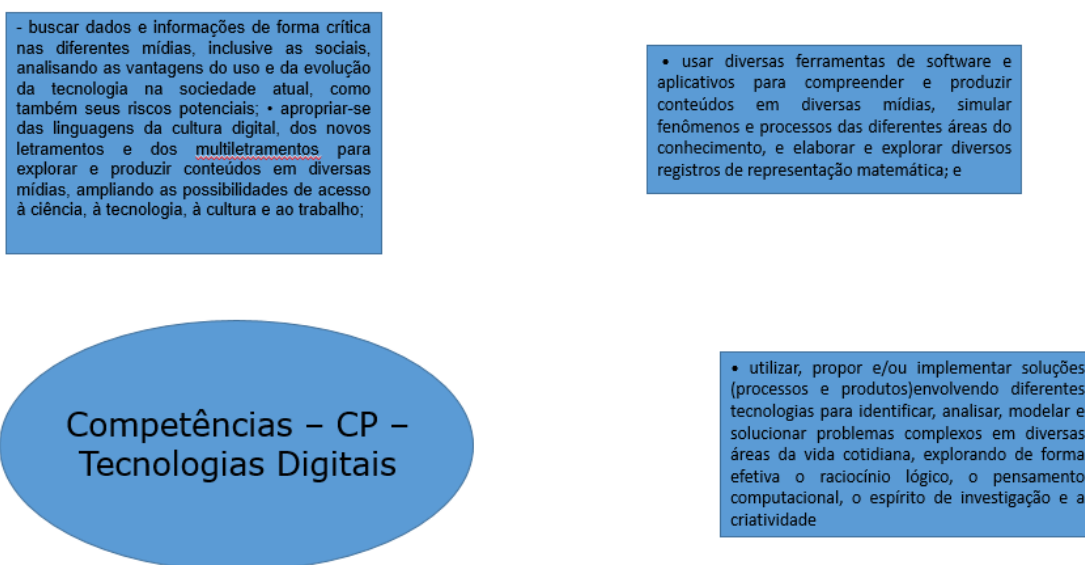 - buscar dados e informações de forma crítica
nas diferentes mídias, inclusive as sociais,
analisando as vantagens do uso e da evolução
da tecnologia na sociedade atual, como
também seus riscos potenciais; • apropriar-se
das linguagens da cultura digital, dos novos
letramentos e dos multiletramentos para
explorar e produzir conteúdos em diversas
mídias, ampliando as possibilidades de acesso
à ciência, à tecnologia, à cultura e ao trabalho;
• usar diversas ferramentas de software e
aplicativos para compreender e produzir
conteúdos em diversas mídias, simular
fenômenos e processos das diferentes áreas do
conhecimento, e elaborar e explorar diversos
registros de representação matemática; e
Competências – CP –
Tecnologias Digitais
• utilizar, propor e/ou implementar soluções
(processos e produtos)envolvendo diferentes
tecnologias para identificar, analisar, modelar e
solucionar problemas complexos em diversas
áreas da vida cotidiana, explorando de forma
efetiva o raciocínio lógico, o pensamento
computacional, o espírito de investigação e a
criatividade